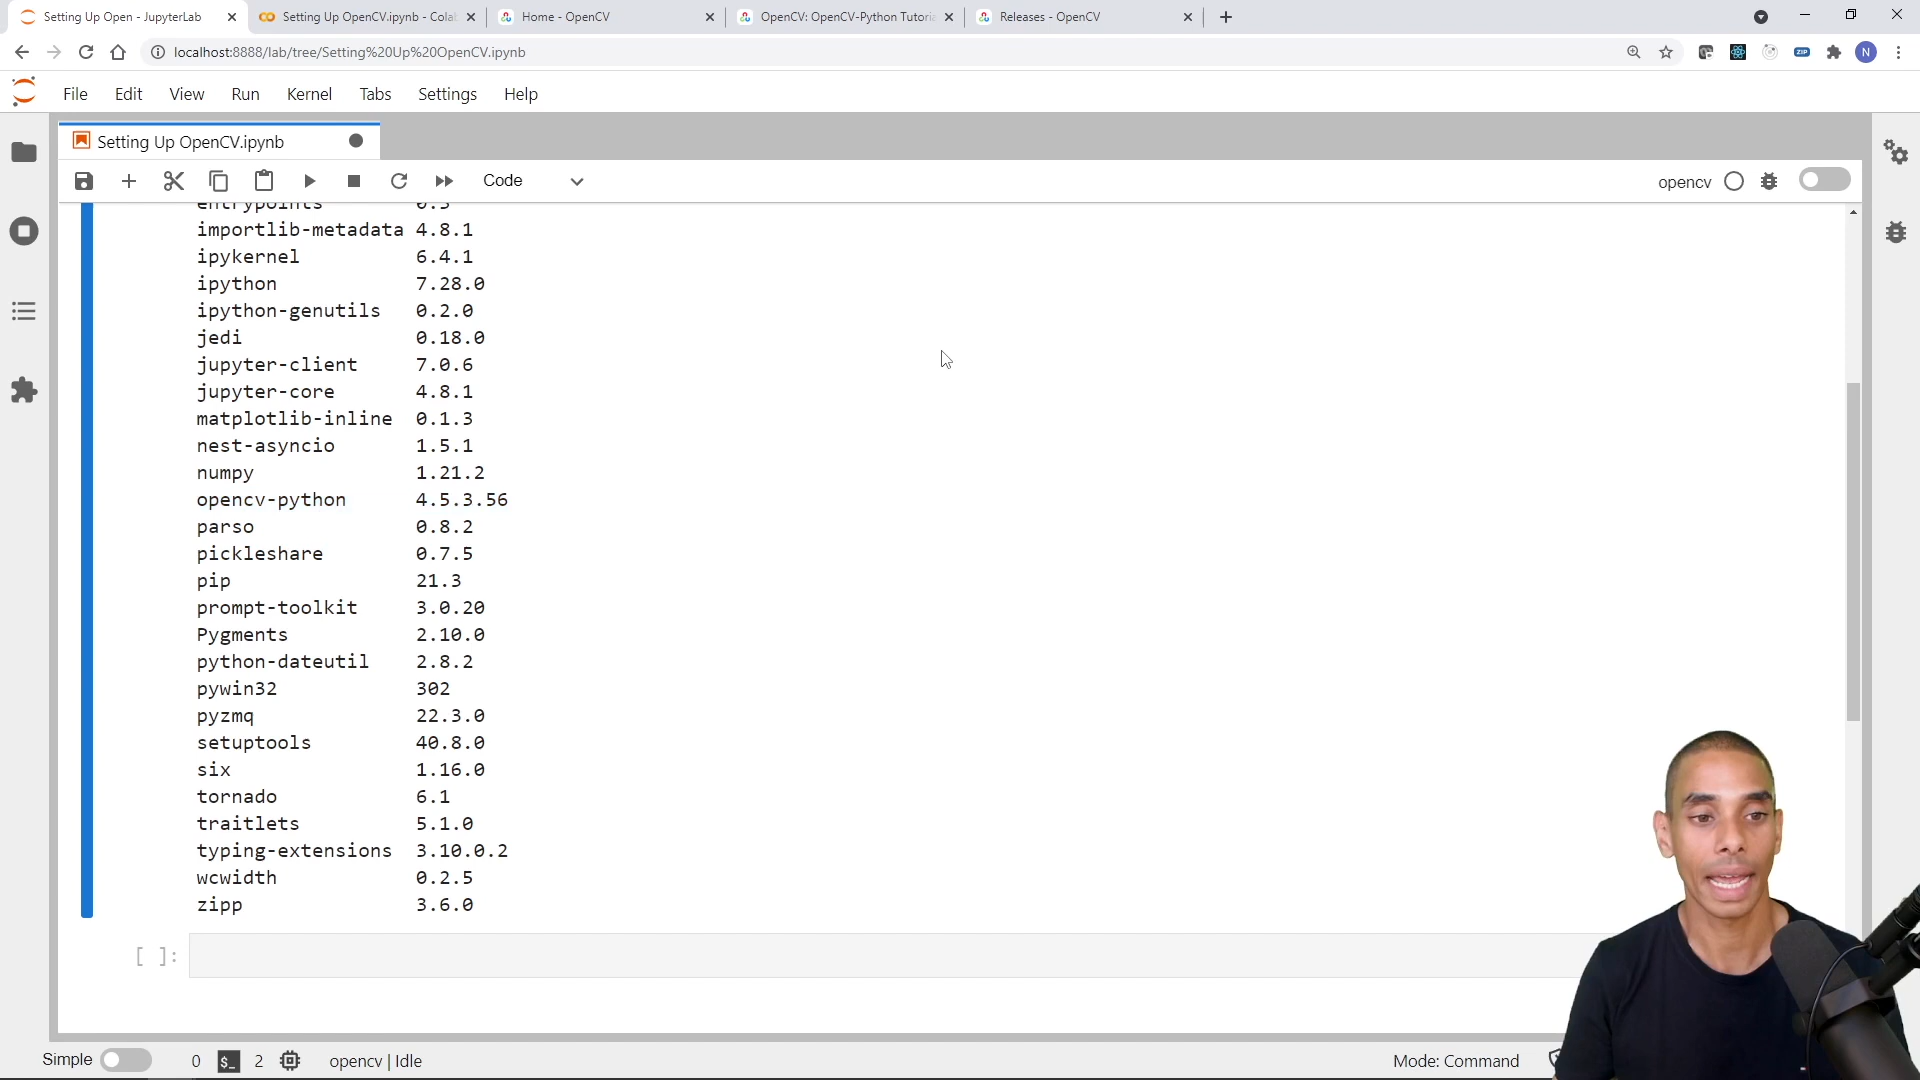 Setting Up Open - JupyterLab
Setting Up OpenCV.ipynb - Colab
Home - OpenCV
OpenCV: OpenCV-Python Tutoria
Releases - OpenCV
localhost:8888/lab/tree/Setting%20Up%20OpenCV.ipynb
ZIP
N
File Edit View Run Kernel Tabs Settings Help
Setting Up OpenCV.ipynb
Code
opencv
entrypoints 0.3
importlib-metadata 4.8.1
ipykernel 6.4.1
ipython 7.28.0
ipython-genutils 0.2.0
jedi 0.18.0
jupyter-client 7.0.6
jupyter-core 4.8.1
matplotlib-inline 0.1.3
nest-asyncio 1.5.1
numpy 1.21.2
opencv-python 4.5.3.56
parso 0.8.2
pickleshare 0.7.5
pip 21.3
prompt-toolkit 3.0.20
Pygments 2.10.0
python-dateutil 2.8.2
pywin32 302
pyzmq 22.3.0
setuptools 40.8.0
six 1.16.0
tornado 6.1
traitlets 5.1.0
typing-extensions 3.10.0.2
wcwidth 0.2.5
zipp 3.6.0
[ ]:
Simple 0 $_ 2 opencv | Idle Mode: Command